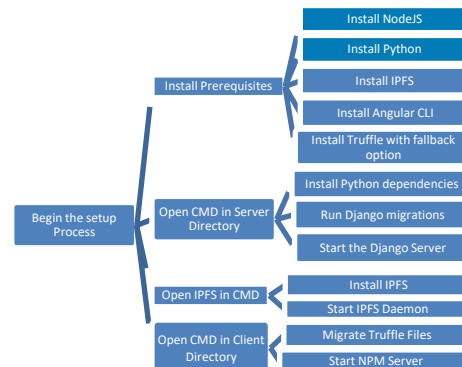 Install NodeJS
Install Python
Install Prerequisites
Install IPFS
Install Angular CLI
Install Truffle with fallback
option
Begin the setup
Process
Open CMD in Server
Directory
Install Python dependencies
Run Django migrations
Start the Django Server
Open IPFS in CMD
Install IPFS
Start IPFS Daemon
Open CMD in Client
Directory
Migrate Truffle Files
Start NPM Server